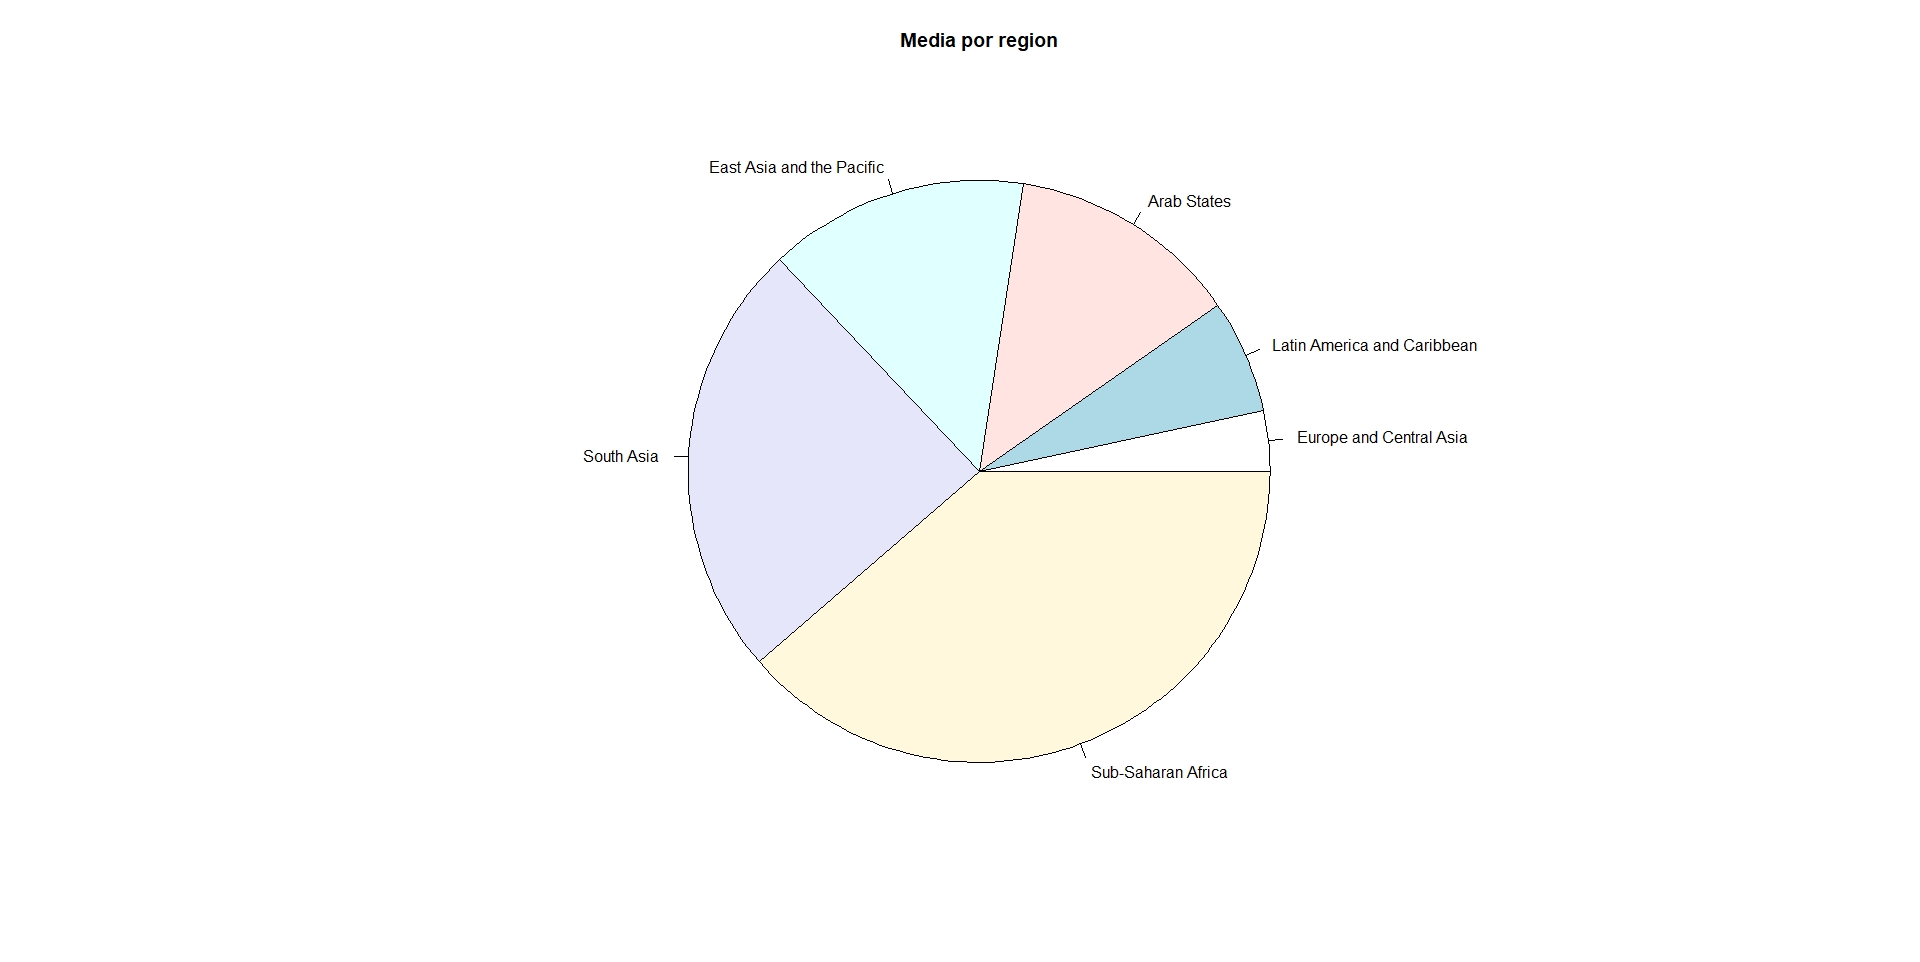 Media por region
East Asia and the Pacific
Arab States
Latin America and Caribbean
Europe and Central Asia
South Asia
Sub-Saharan Africa